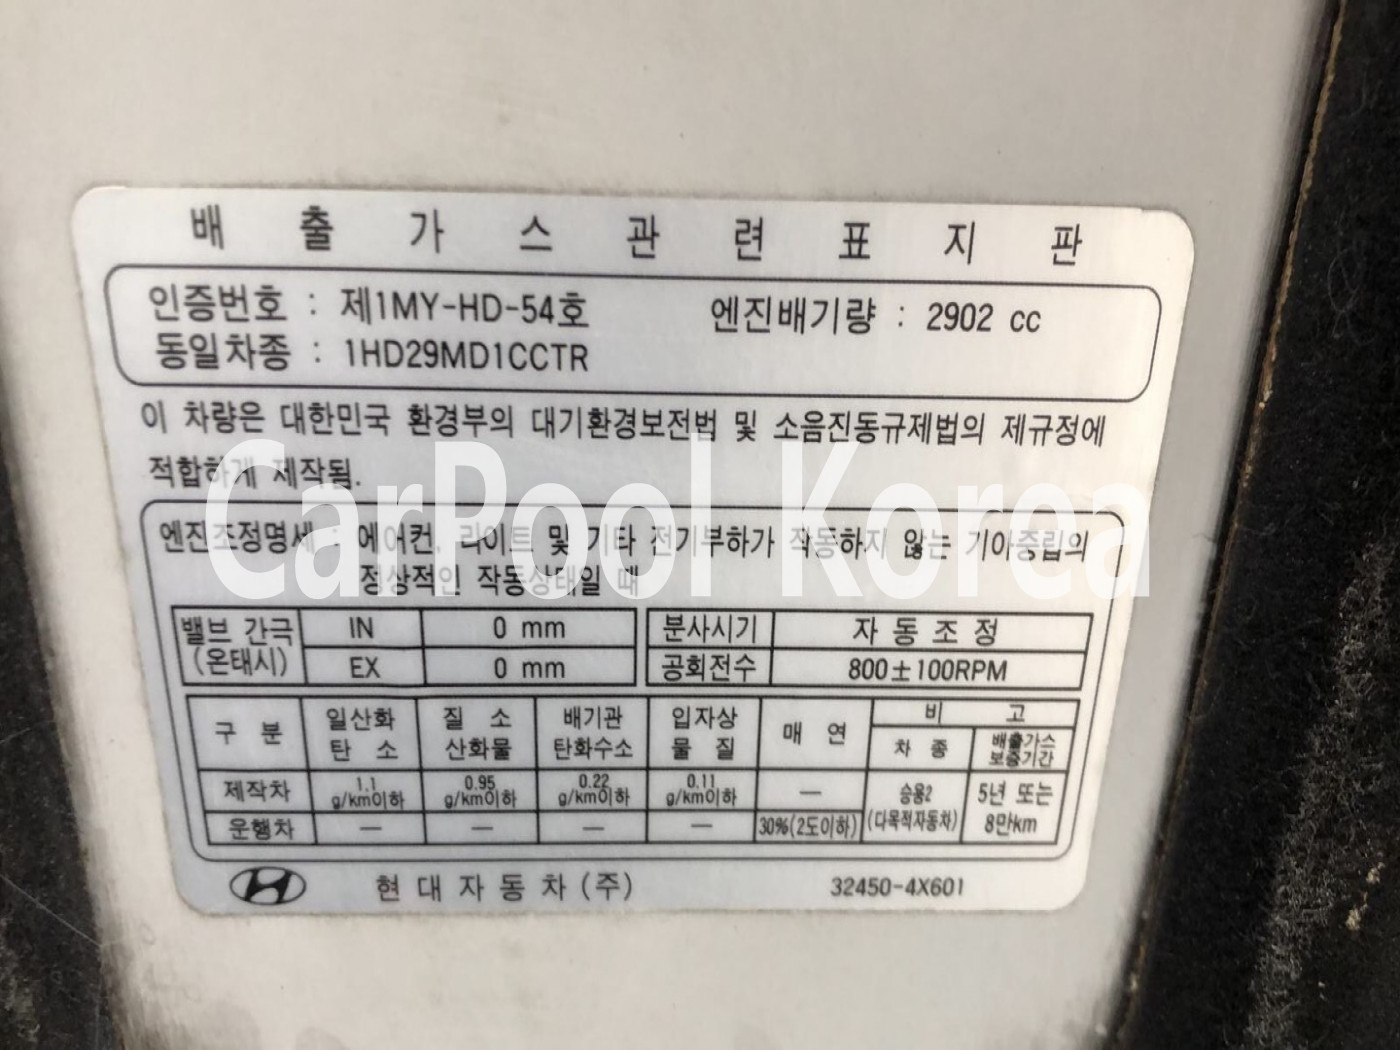 배 출 가 스 관 련 표 지 판
인증번호 : 제1MY-HD-54호 엔진배기량 : 2902 cc
동일차종 : 1HD29MD1CCTR
이 차량은 대한민국 환경부의 대기환경보전법 및 소음진동규제법의 제규정에
적합하게 제작됨.
CarPool Korea
엔진조정명세 : 에어컨, 라이트 및 기타 전기부하가 작동하지 않는 기아중립의
정상적인 작동상태일 때
밸브 간극 (온태시) IN 0 mm 분사시기 자 동 조 정
EX 0 mm 공회전수 800±100RPM
구 분 일산화 탄 소 질 소 산화물 배기관 탄화수소 입자상 물 질 매 연 비 고
차 종 배출가스 보증기간
제작차 1.1 g/km이하 0.95 g/km이하 0.22 g/km이하 0.11 g/km이하 — 승용2 (다목적자동차) 5년 또는 8만km
운행차 — — — — 30%(2도이하)
현대자동차(주) 32450-4X601